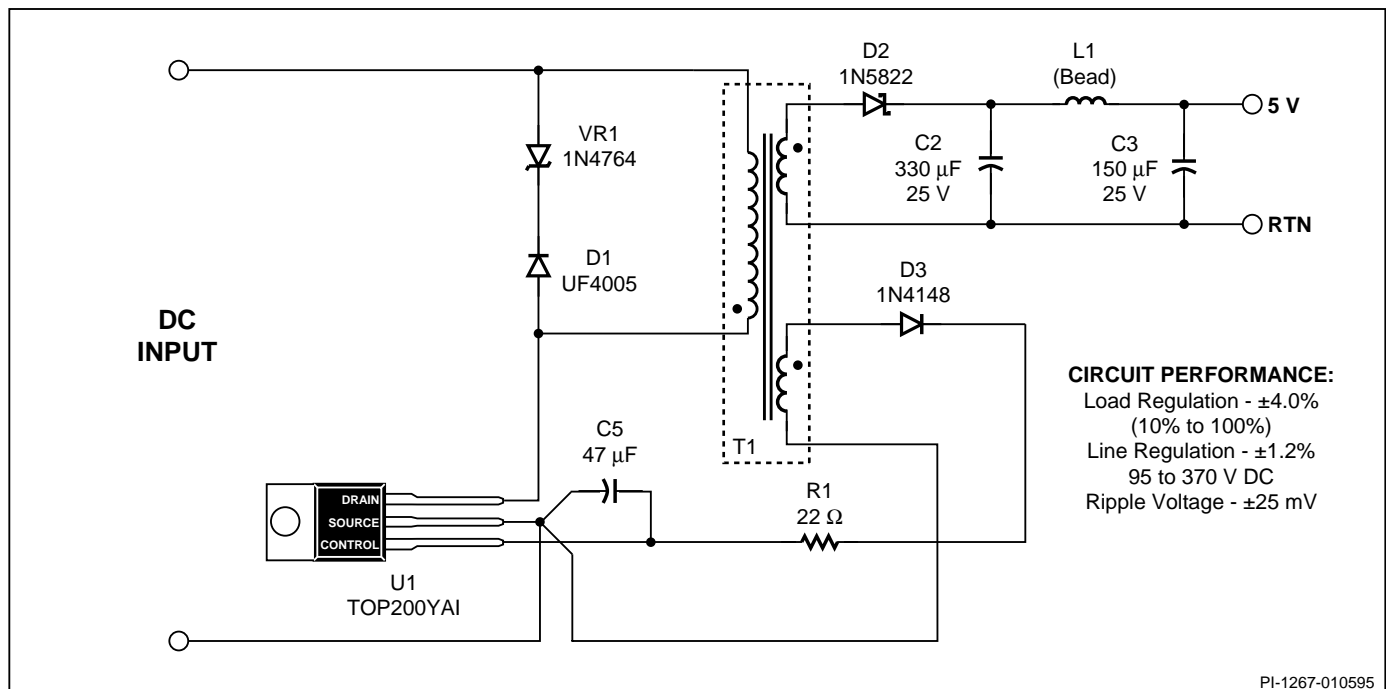 D2
1N5822
L1
(Bead)
5 V
VR1
1N4764
C2
330 µF
25 V
C3
150 µF
25 V
RTN
D1
UF4005
D3
1N4148
DC
INPUT
CIRCUIT PERFORMANCE:
Load Regulation - ±4.0%
(10% to 100%)
Line Regulation - ±1.2%
95 to 370 V DC
Ripple Voltage - ±25 mV
T1
C5
47 µF
R1
22 Ω
DRAIN
SOURCE
CONTROL
U1
TOP200YAI
PI-1267-010595